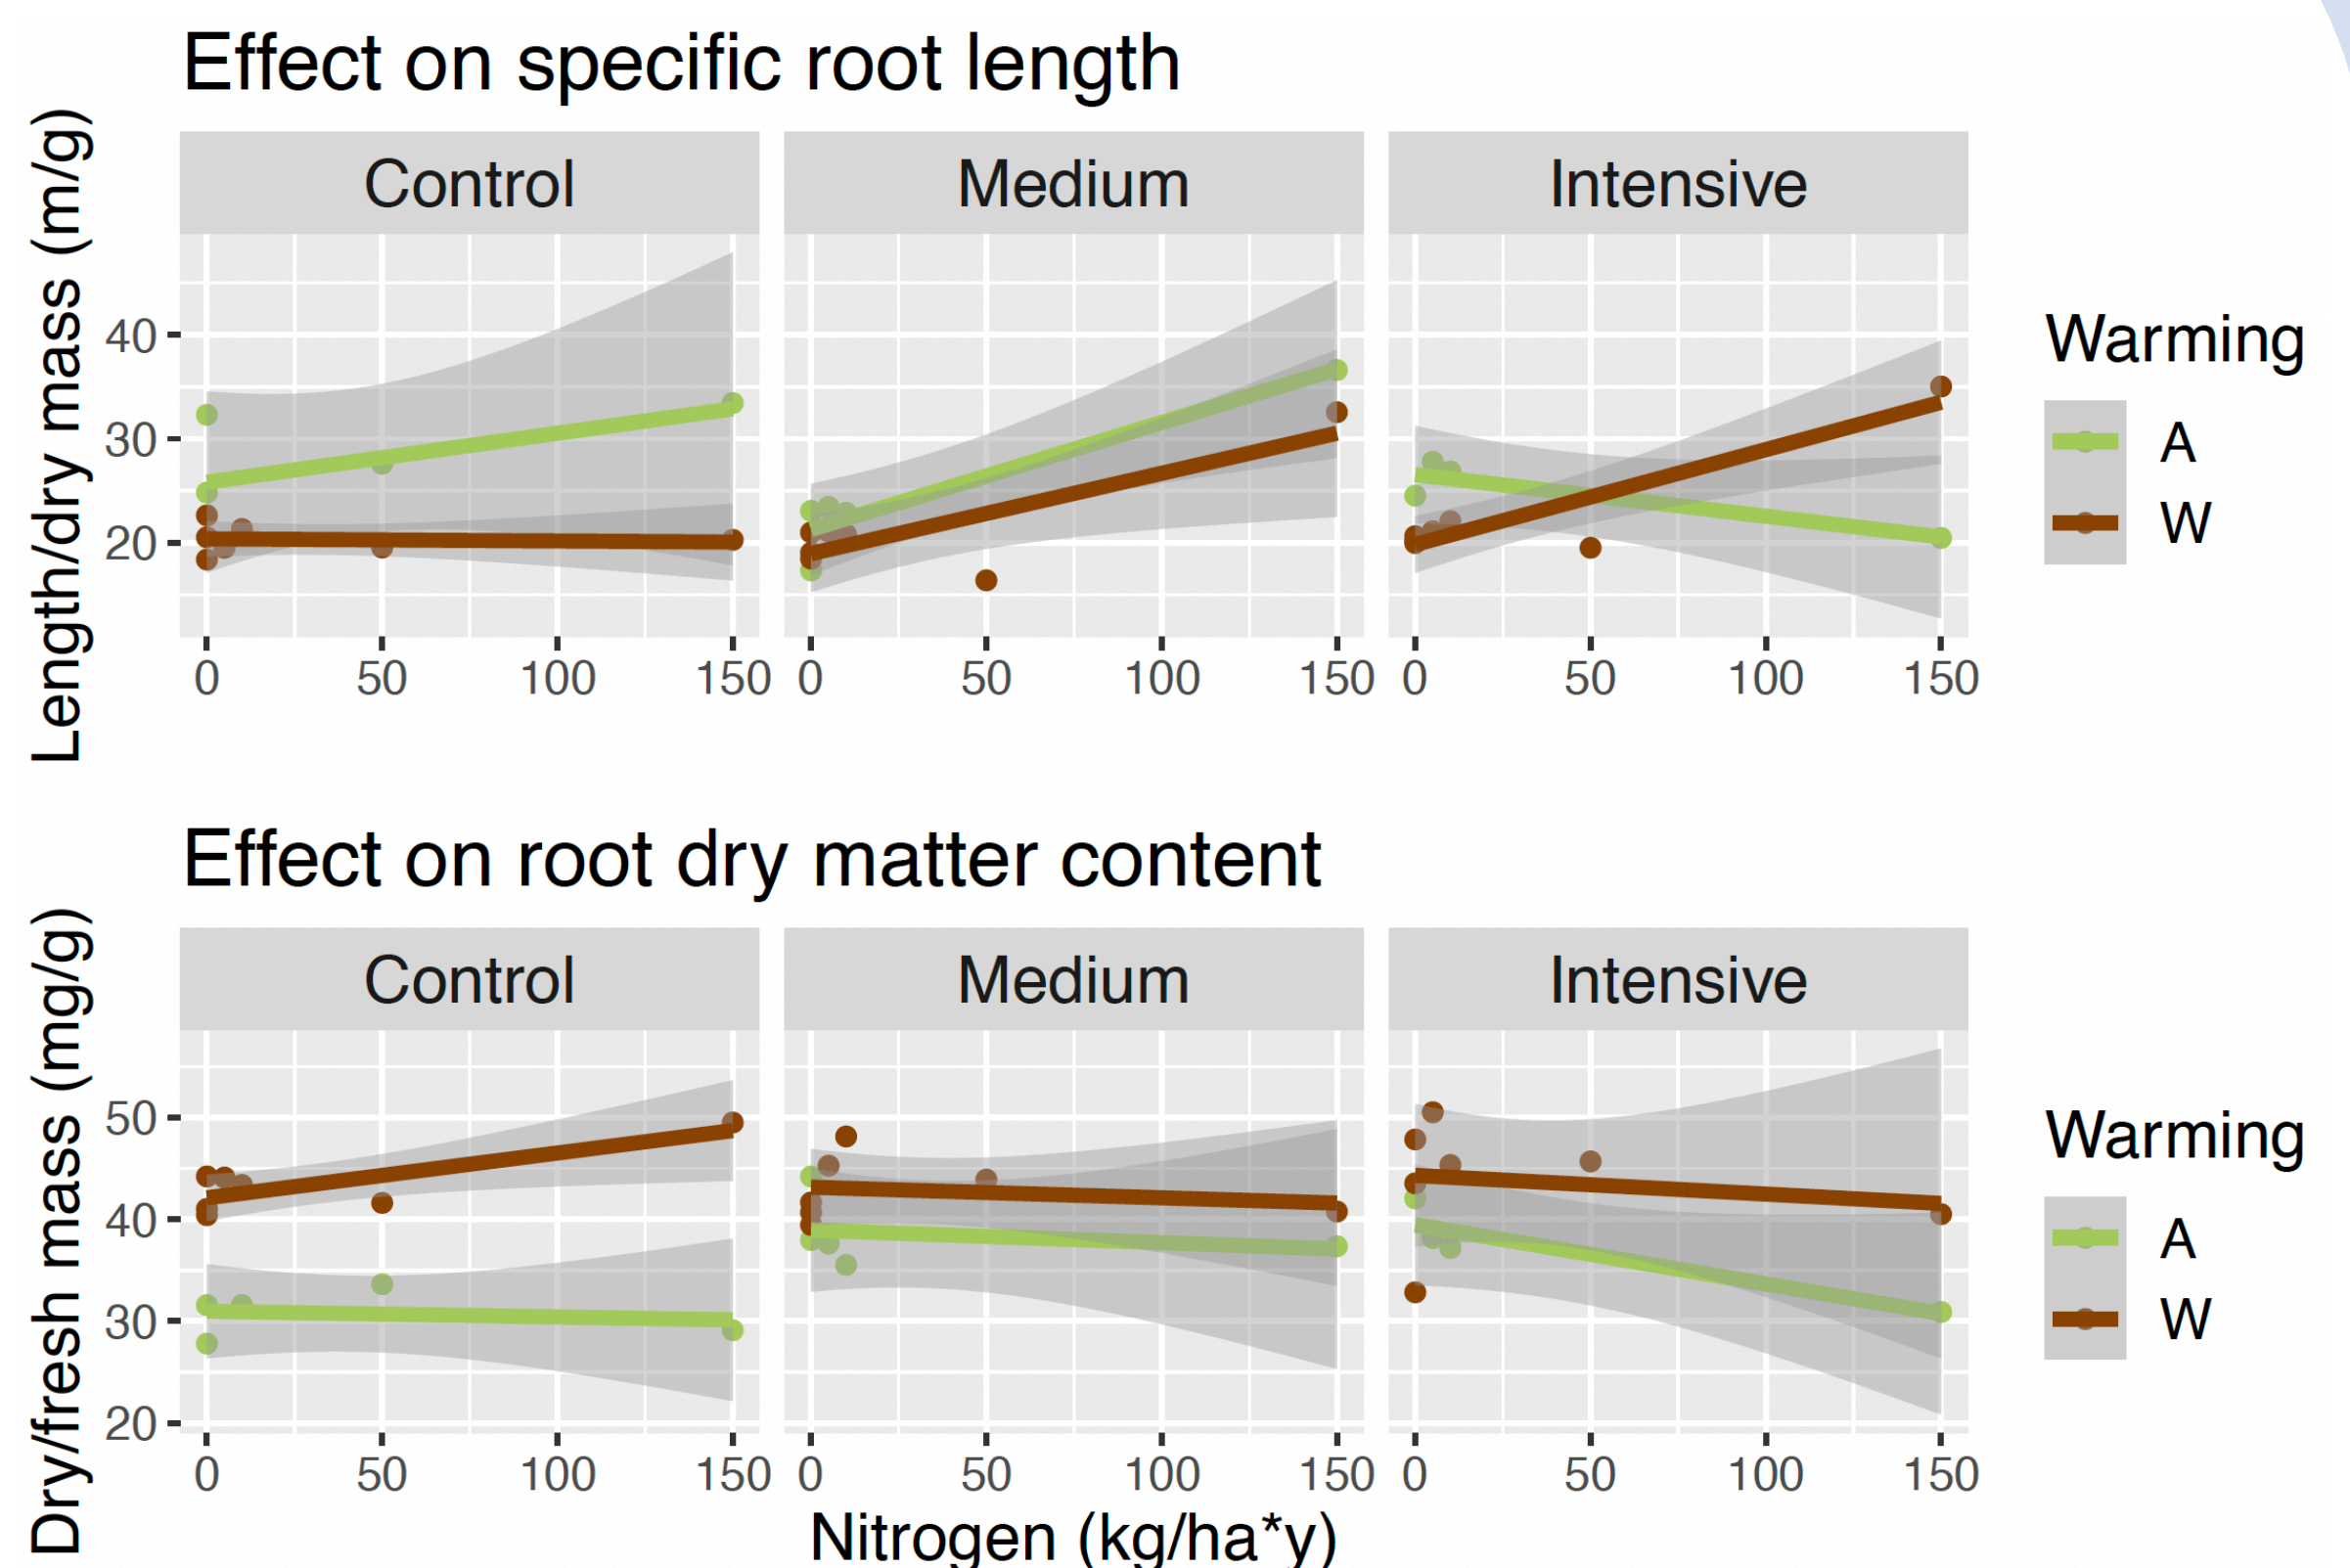 Effect on specific root length
Length/dry mass (m/g)
Control Medium Intensive
40
30
20
0 50 100 150 0 50 100 150 0 50 100 150
Warming
A
W
Effect on root dry matter content
Dry/fresh mass (mg/g)
Control Medium Intensive
50
40
30
20
0 50 100 150 0 50 100 150 0 50 100 150
Nitrogen (kg/ha*y)
Warming
A
W